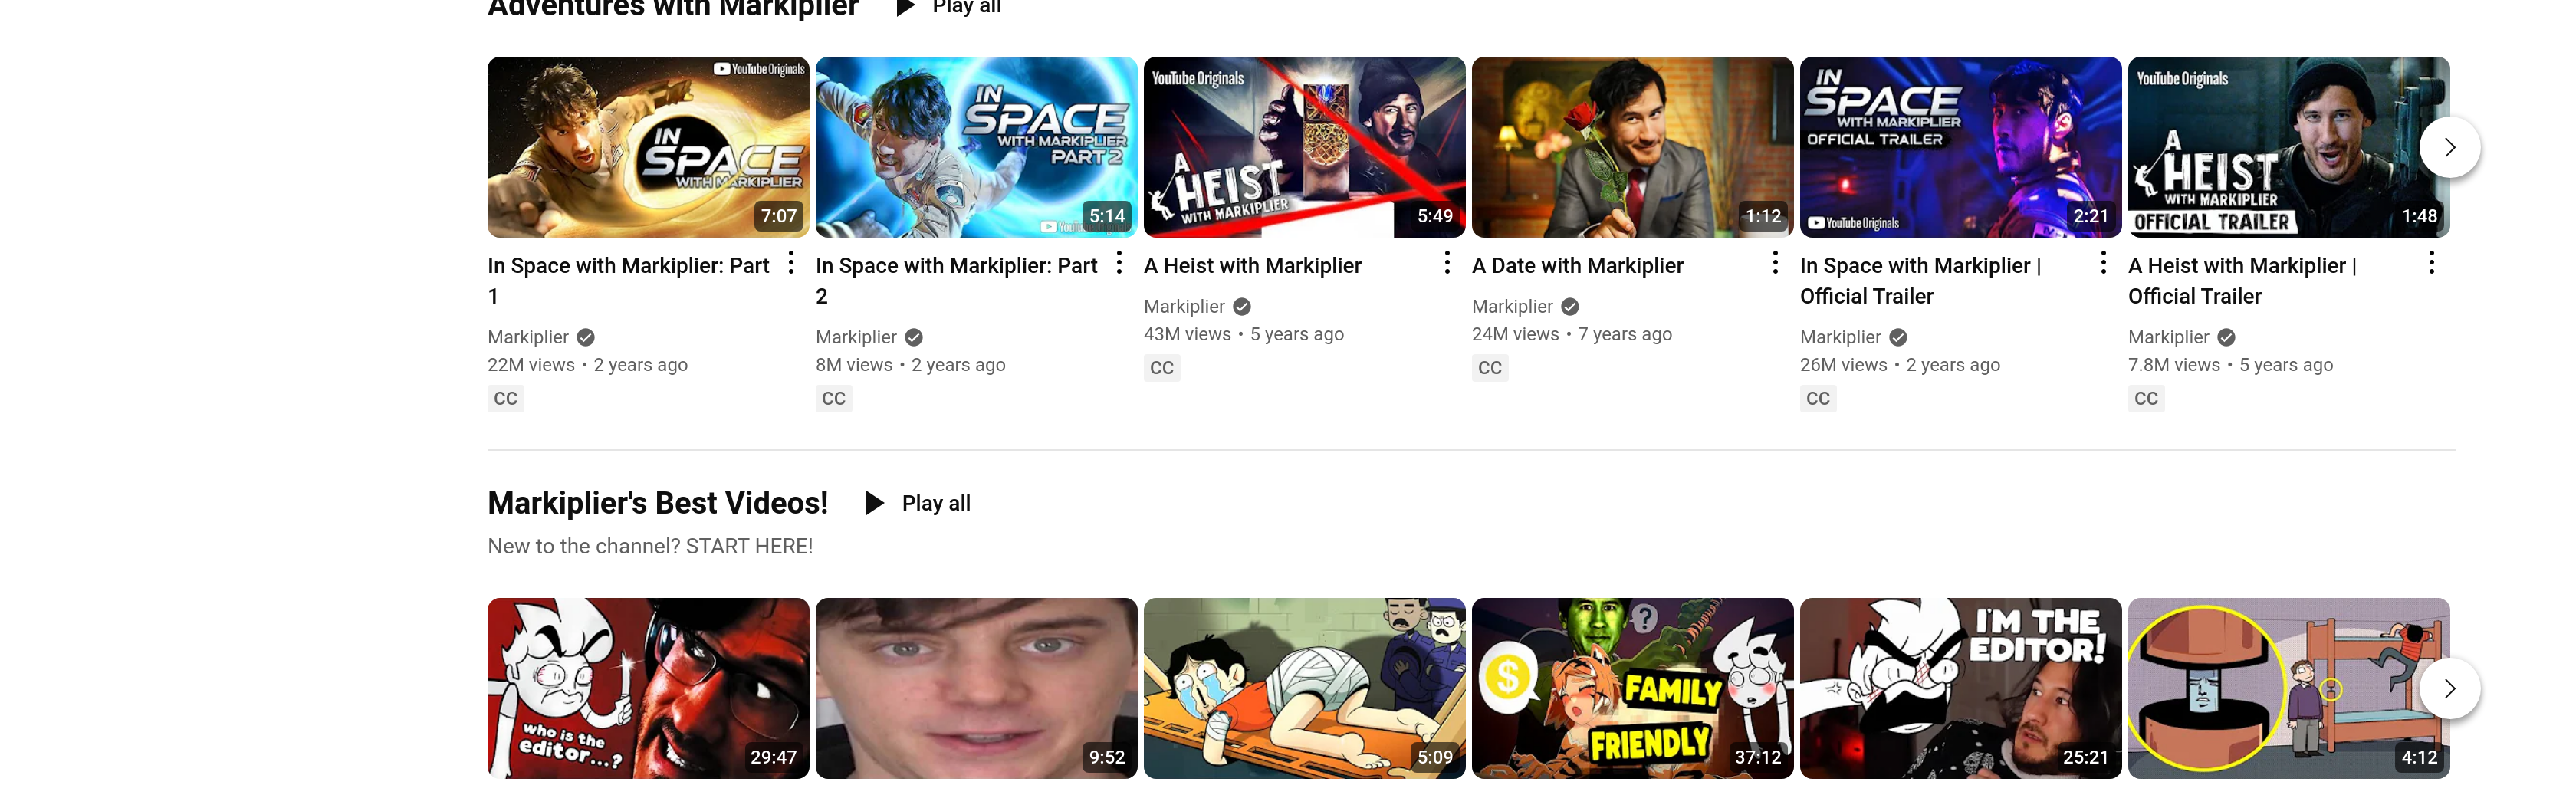 Adventures with Markiplier Play all
YouTube Originals
IN SPACE WITH MARKIPLIER
7:07
IN SPACE WITH MARKIPLIER PART 2
5:14
YouTube Originals
A HEIST WITH MARKIPLIER
5:49
1:12
IN SPACE WITH MARKIPLIER OFFICIAL TRAILER
YouTube Originals
2:21
YouTube Originals
A HEIST WITH MARKIPLIER
OFFICIAL TRAILER
1:48
In Space with Markiplier: Part
1
Markiplier
22M views • 2 years ago
CC
In Space with Markiplier: Part
2
Markiplier
8M views • 2 years ago
CC
A Heist with Markiplier
Markiplier
43M views • 5 years ago
CC
A Date with Markiplier
Markiplier
24M views • 7 years ago
CC
In Space with Markiplier |
Official Trailer
Markiplier
26M views • 2 years ago
CC
A Heist with Markiplier |
Official Trailer
Markiplier
7.8M views • 5 years ago
CC
Markiplier's Best Videos! Play all
New to the channel? START HERE!
who is the
editor...?
29:47
9:52
5:09
$
?
FAMILY
FRIENDLY
37:12
I'M THE
EDITOR!
25:21
4:12